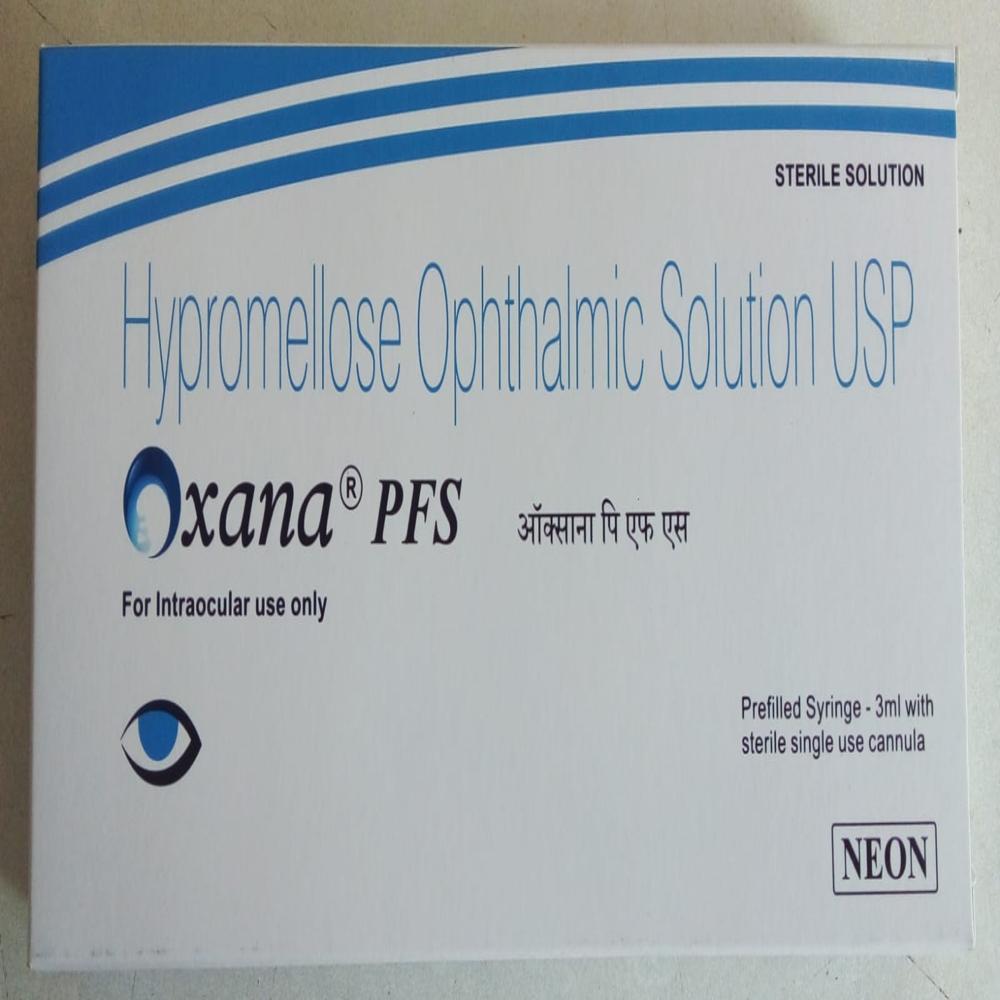 STERILE SOLUTION
Hypromellose Ophthalmic Solution USP
Oxana® PFS ऑक्साना पि एफ एस
For Intraocular use only
Prefilled Syringe - 3ml with
sterile single use cannula
NEON